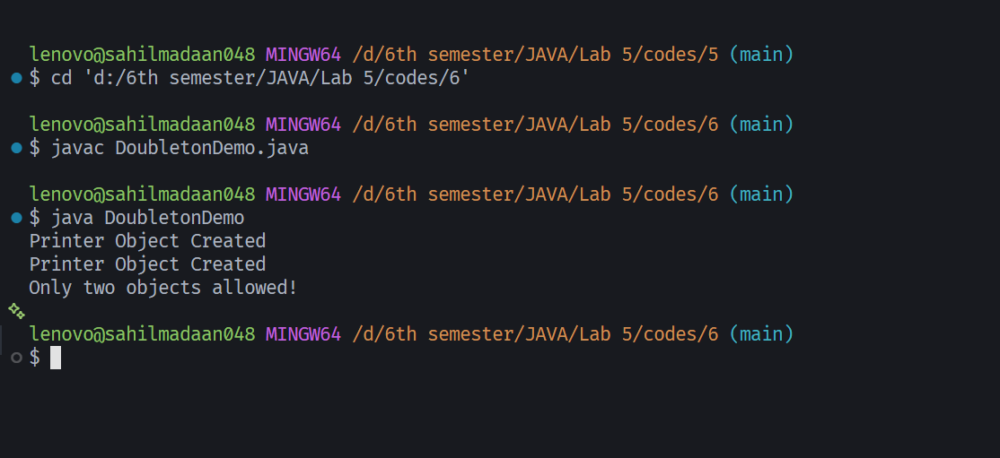 lenovo@sahilmadaan048 MINGW64 /d/6th semester/JAVA/Lab 5/codes/5 (main)
$ cd 'd:/6th semester/JAVA/Lab 5/codes/6'
lenovo@sahilmadaan048 MINGW64 /d/6th semester/JAVA/Lab 5/codes/6 (main)
$ javac DoubletonDemo.java
lenovo@sahilmadaan048 MINGW64 /d/6th semester/JAVA/Lab 5/codes/6 (main)
$ java DoubletonDemo
Printer Object Created
Printer Object Created
Only two objects allowed!
lenovo@sahilmadaan048 MINGW64 /d/6th semester/JAVA/Lab 5/codes/6 (main)
$